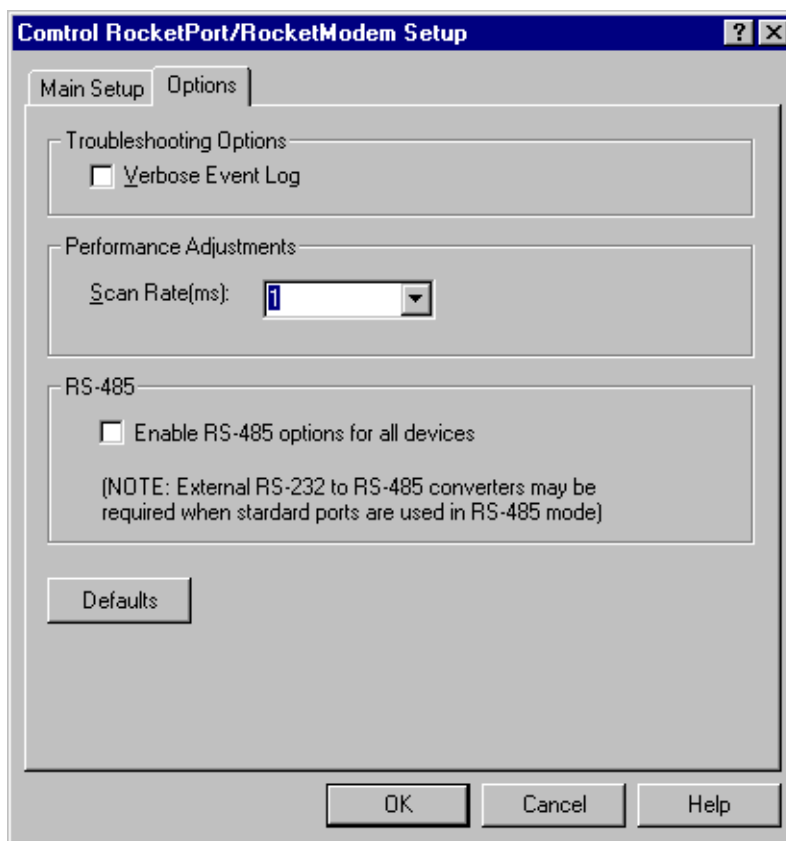 Comtrol RocketPort/RocketModem Setup
Main Setup
Options
Troubleshooting Options
Verbose Event Log
Performance Adjustments
Scan Rate(ms):
1
RS-485
Enable RS-485 options for all devices
(NOTE: External RS-232 to RS-485 converters may be
required when stardard ports are used in RS-485 mode)
Defaults
OK
Cancel
Help